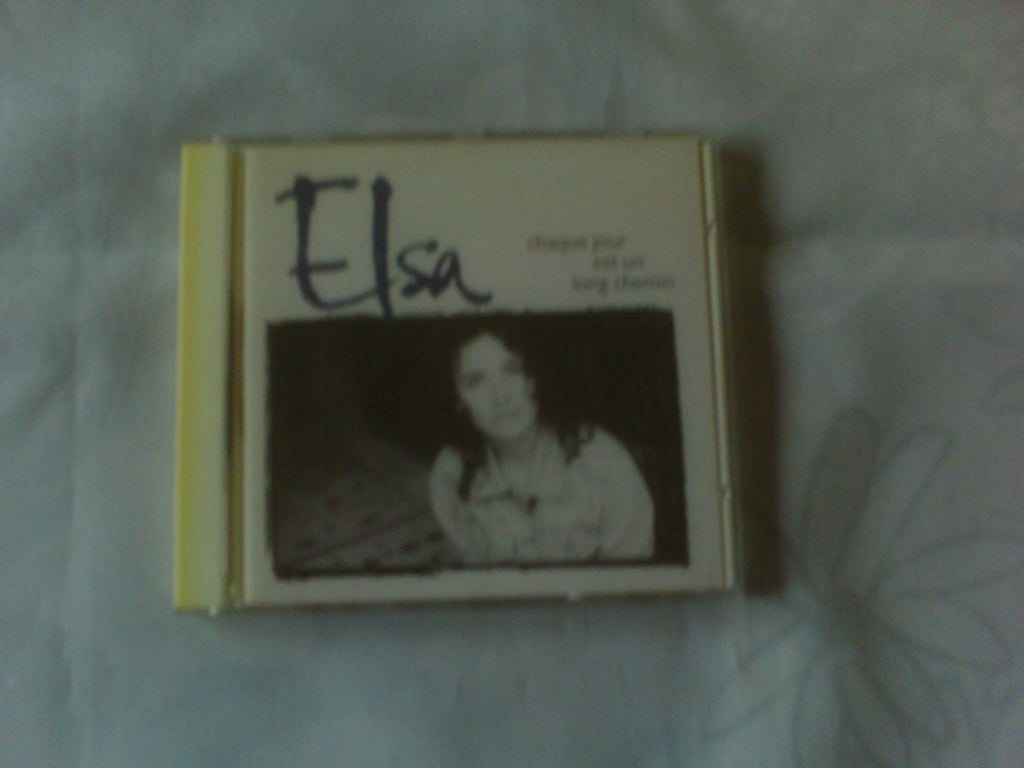 Elsa
chaque jour
est un
long chemin